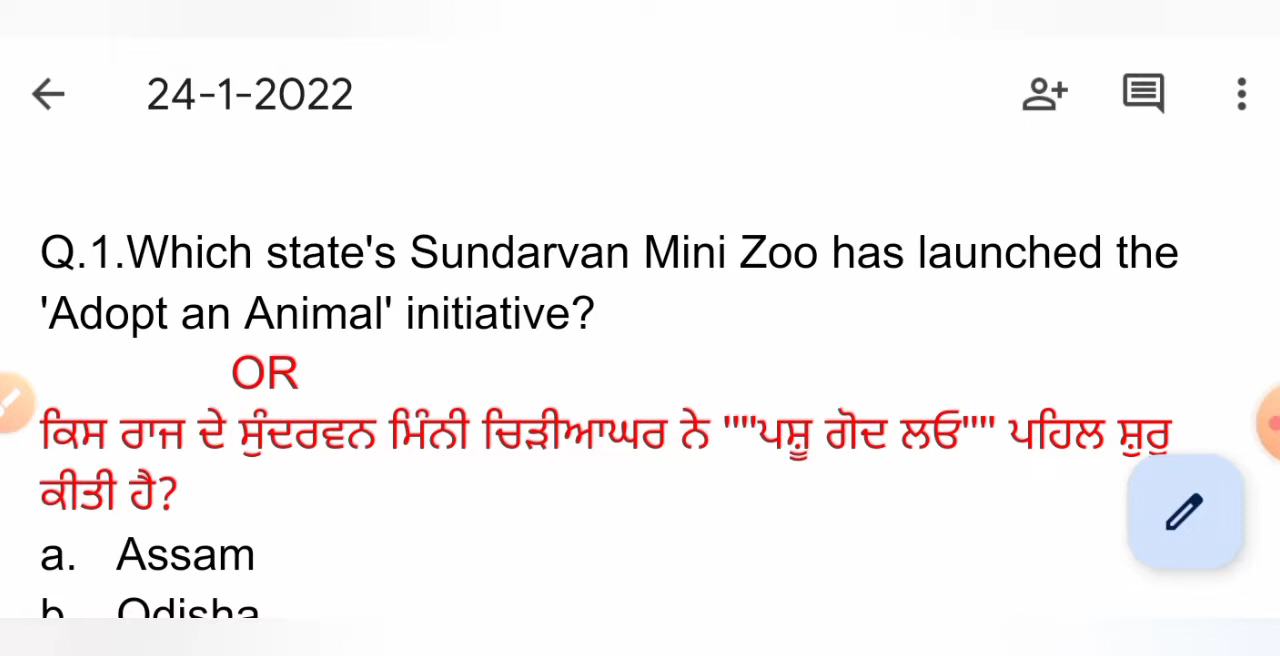 24-1-2022
Q.1.Which state's Sundarvan Mini Zoo has launched the
'Adopt an Animal' initiative?
OR
ਕਿਸ ਰਾਜ ਦੇ ਸੁੰਦਰਵਨ ਮਿੰਨੀ ਚਿੜੀਆਘਰ ਨੇ ""ਪਸ਼ੂ ਗੋਦ ਲਓ"" ਪਹਿਲ ਸ਼ੁਰੂ
ਕੀਤੀ ਹੈ?
a. Assam
b. Odisha